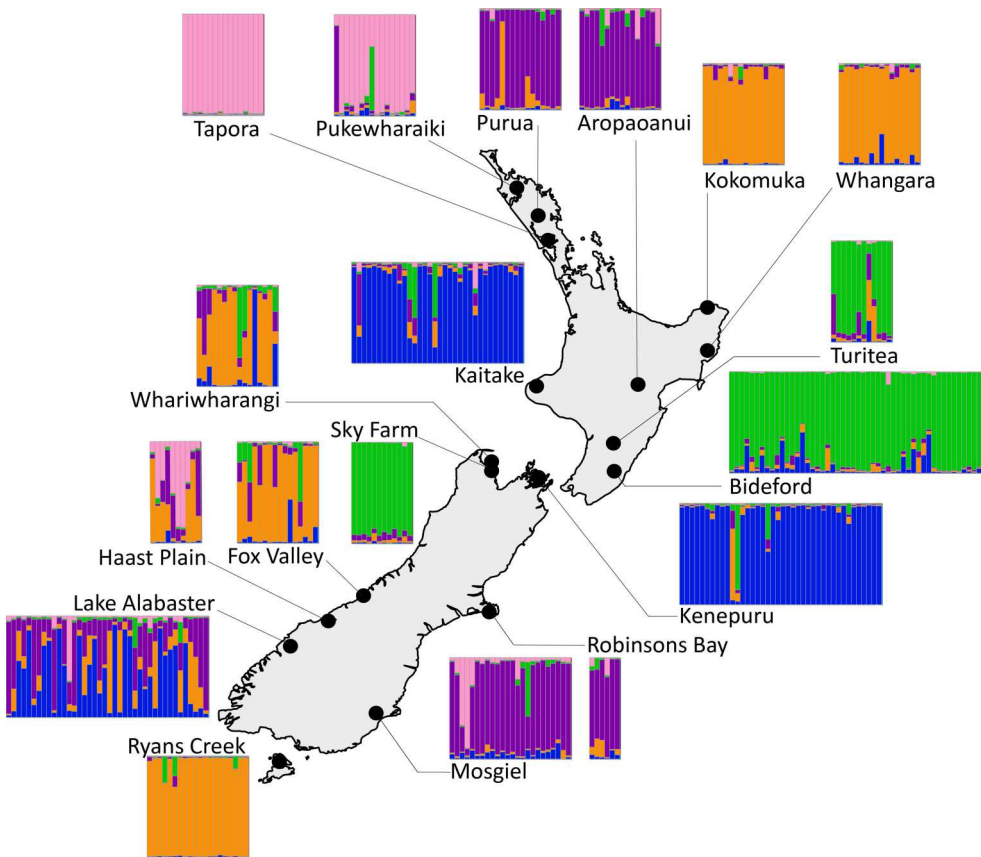 Tapora
Pukewharaiki
Purua
Aropaoanui
Kokomuka
Whangara
Turitea
Kaitake
Whariwharangi
Sky Farm
Bideford
Haast Plain
Fox Valley
Lake Alabaster
Kenepuru
Robinsons Bay
Ryans Creek
Mosgiel